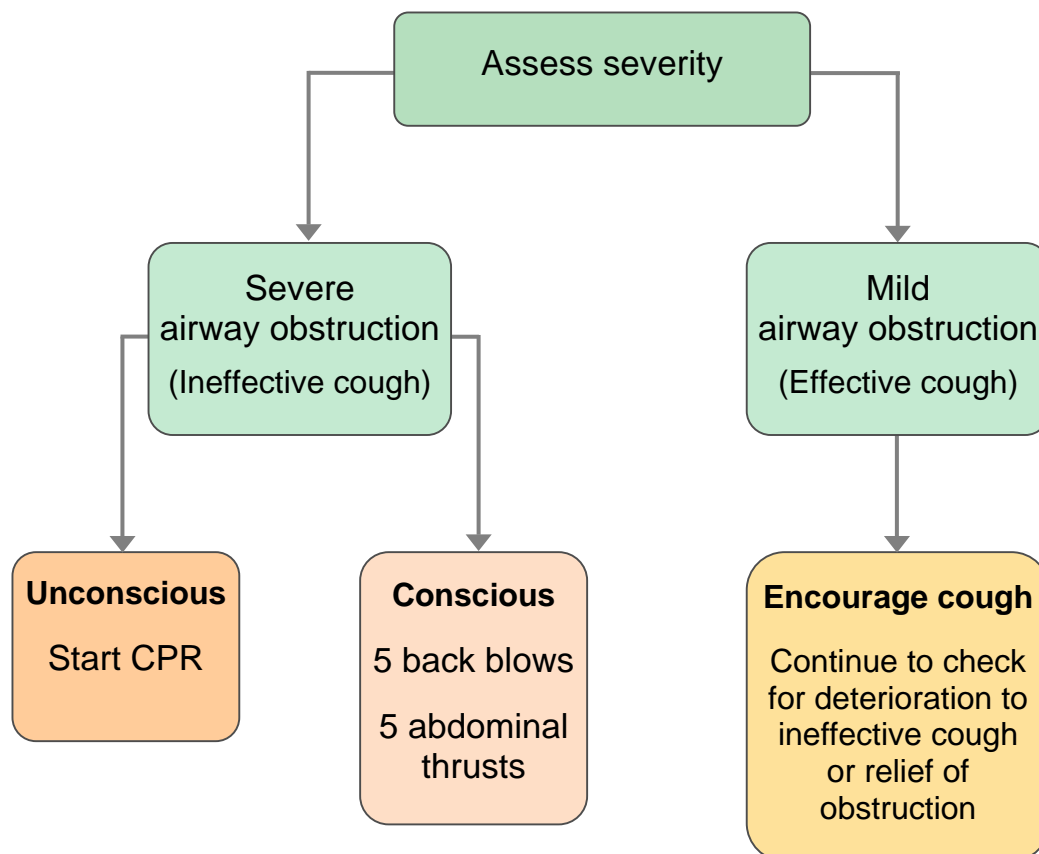 Assess severity
Severe
airway obstruction
(Ineffective cough)
Mild
airway obstruction
(Effective cough)
Unconscious
Start CPR
Conscious
5 back blows
5 abdominal
thrusts
Encourage cough
Continue to check
for deterioration to
ineffective cough
or relief of
obstruction